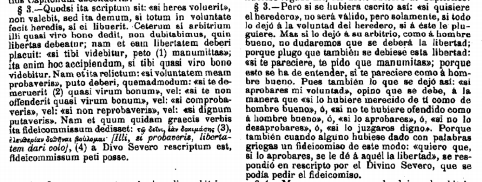 § 3.—Quodsi ita scriptum sit: «si heres voluerit»,
non valebit, sed ita demum, si totum in voluntate
fecit heredis, si ei libuerit. Ceterum si arbitrium
illi quasi viro bono dedit, non dubitabimus, quin
libertas debeatur; nam et eam libertatem deberi
placuit: «si tibi videbitur, peto (1) manumittas»;
ita enim hoc accipiendum, si tibi quasi viro bono
videbitur. Nam et ita relictum: «si voluntatem meam
probaveris», puto deberi, quemadmodum: «si te de-
meruerit (2) quasi virum bonum», vel: «si te non
offenderit quasi virum bonum», vel: «si comproba-
veris», vel: «si non reprobaveris», vel: «si dignum
putaveris». Nam et quum quidam graecis verbis
ita fideicommissum dedisset:
[illi, si probaveris, liberta-
tem dari volo], (4) a Divo Severo rescriptum est,
fideicommissum peti posse.
§ 3.—Pero si se hubiera escrito así: «si quisiere
el heredero», no será válido, pero solamente, si todo
lo dejó á la voluntad del heredero, si á éste le plu-
guiere. Mas si lo dejó á su arbitrio, como á hombre
bueno, no dudaremos que se deberá la libertad;
porque plugo que también se debiese esta libertad:
«si te pareciere, te pido que manumitas»; porque
esto se ha de entender, si te pareciere como á hom-
bre bueno. Pues también lo que se dejó así: «si
aprobares mi voluntad», opino que se debe, á la
manera que «si lo hubiere merecido de tí como de
hombre bueno», ó, «si no te hubiere ofendido como
á hombre bueno», ó, «si lo aprobares», ó, «si no lo
desaprobares», ó, «si lo juzgares digno». Porque
también cuando alguno hubiese dado con palabras
griegas un fideicomiso de este modo: «quiero que,
si lo aprobares, se le dé á aquél la libertad», se res-
pondió en rescripto por el Divino Severo, que se
podía pedir el fideicomiso.